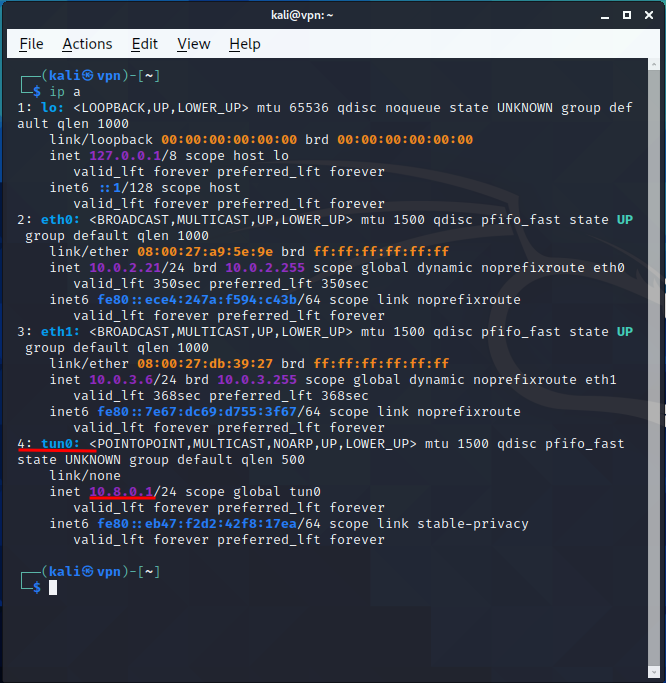 kali@vpn: ~
File Actions Edit View Help
┌──(kali㉿vpn)-[~]
└─$ ip a
1: lo: <LOOPBACK,UP,LOWER_UP> mtu 65536 qdisc noqueue state UNKNOWN group def
ault qlen 1000
    link/loopback 00:00:00:00:00:00 brd 00:00:00:00:00:00
    inet 127.0.0.1/8 scope host lo
       valid_lft forever preferred_lft forever
    inet6 ::1/128 scope host
       valid_lft forever preferred_lft forever
2: eth0: <BROADCAST,MULTICAST,UP,LOWER_UP> mtu 1500 qdisc pfifo_fast state UP
 group default qlen 1000
    link/ether 08:00:27:a9:5e:9e brd ff:ff:ff:ff:ff:ff
    inet 10.0.2.21/24 brd 10.0.2.255 scope global dynamic noprefixroute eth0
       valid_lft 350sec preferred_lft 350sec
    inet6 fe80::ece4:247a:f594:c43b/64 scope link noprefixroute
       valid_lft forever preferred_lft forever
3: eth1: <BROADCAST,MULTICAST,UP,LOWER_UP> mtu 1500 qdisc pfifo_fast state UP
 group default qlen 1000
    link/ether 08:00:27:db:39:27 brd ff:ff:ff:ff:ff:ff
    inet 10.0.3.6/24 brd 10.0.3.255 scope global dynamic noprefixroute eth1
       valid_lft 368sec preferred_lft 368sec
    inet6 fe80::7e67:dc69:d755:3f67/64 scope link noprefixroute
       valid_lft forever preferred_lft forever
4: tun0: <POINTOPOINT,MULTICAST,NOARP,UP,LOWER_UP> mtu 1500 qdisc pfifo_fast
state UNKNOWN group default qlen 500
    link/none
    inet 10.8.0.1/24 scope global tun0
       valid_lft forever preferred_lft forever
    inet6 fe80::eb47:f2d2:42f8:17ea/64 scope link stable-privacy
       valid_lft forever preferred_lft forever
┌──(kali㉿vpn)-[~]
└─$